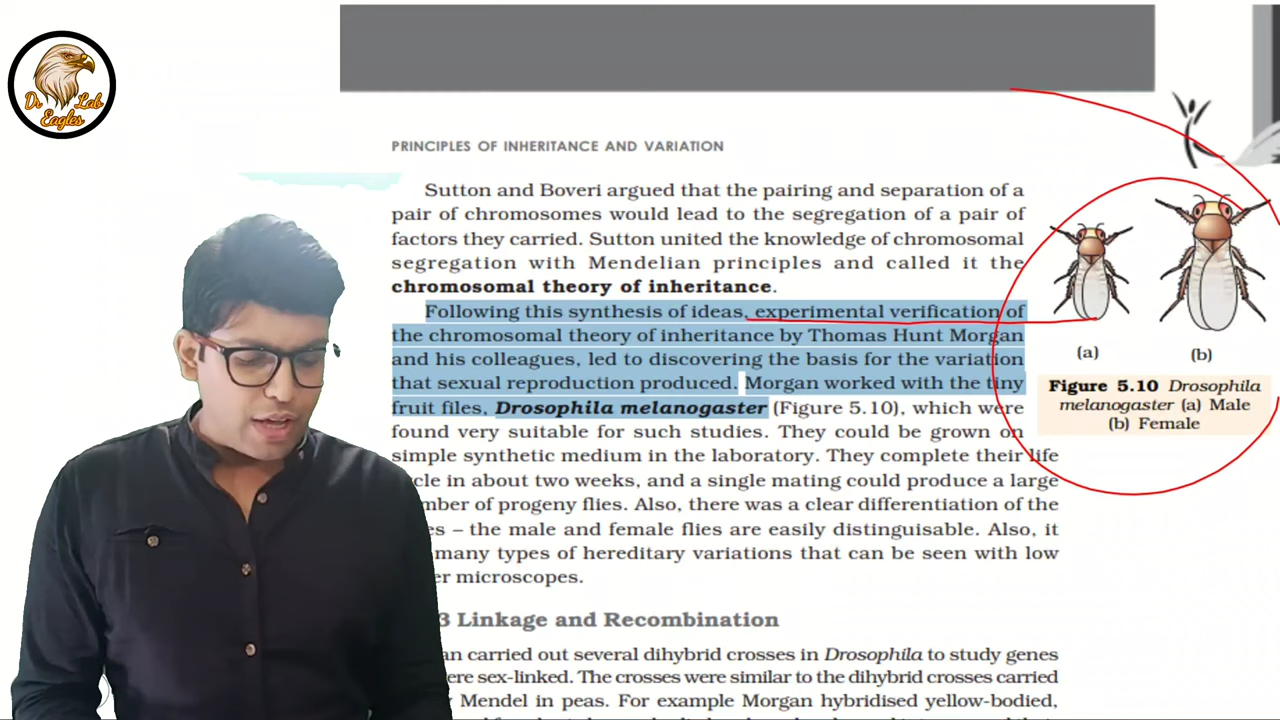 Dr Lab
Eagles
PRINCIPLES OF INHERITANCE AND VARIATION
Sutton and Boveri argued that the pairing and separation of a
pair of chromosomes would lead to the segregation of a pair of
factors they carried. Sutton united the knowledge of chromosomal
segregation with Mendelian principles and called it the
chromosomal theory of inheritance.
Following this synthesis of ideas, experimental verification of
the chromosomal theory of inheritance by Thomas Hunt Morgan
and his colleagues, led to discovering the basis for the variation
that sexual reproduction produced. Morgan worked with the tiny
fruit files, Drosophila melanogaster (Figure 5.10), which were
found very suitable for such studies. They could be grown on
simple synthetic medium in the laboratory. They complete their life
cle in about two weeks, and a single mating could produce a large
mber of progeny flies. Also, there was a clear differentiation of the
es – the male and female flies are easily distinguisable. Also, it
many types of hereditary variations that can be seen with low
er microscopes.
3 Linkage and Recombination
an carried out several dihybrid crosses in Drosophila to study genes
ere sex-linked. The crosses were similar to the dihybrid crosses carried
Mendel in peas. For example Morgan hybridised yellow-bodied,
(a)
(b)
Figure 5.10 Drosophila
melanogaster (a) Male
(b) Female